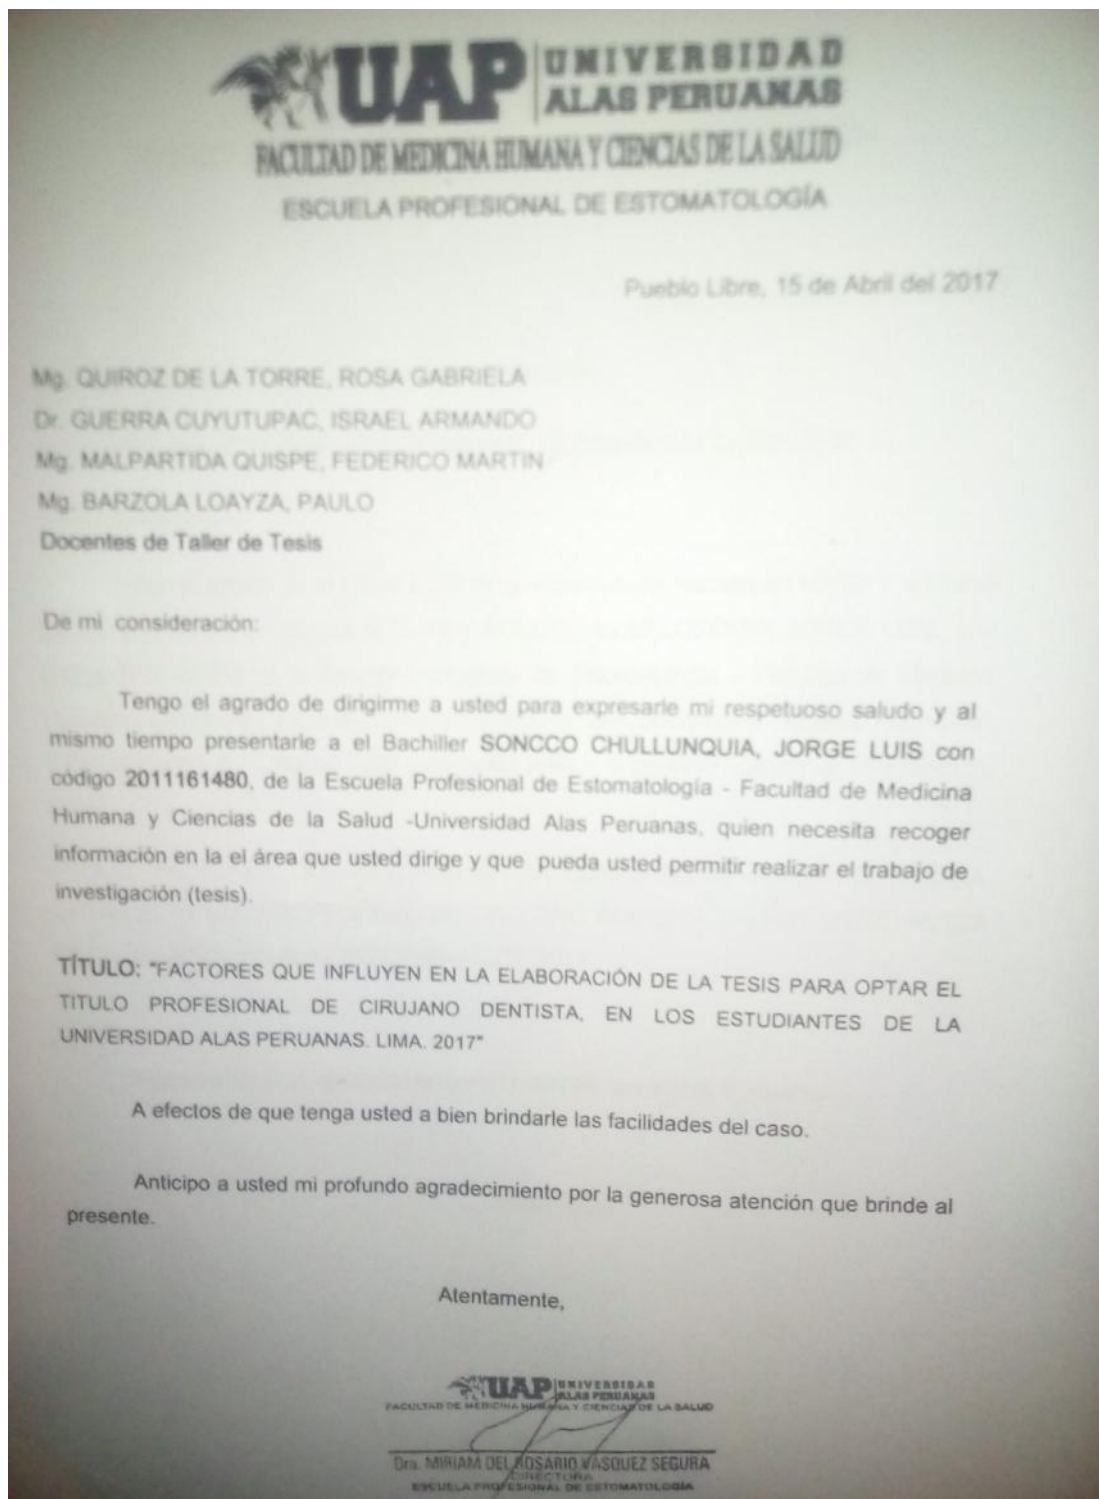 UAP UNIVERSIDAD
ALAS PERUANAS
FACULTAD DE MEDICINA HUMANA Y CIENCIAS DE LA SALUD
ESCUELA PROFESIONAL DE ESTOMATOLOGÍA
Pueblo Libre, 15 de Abril del 2017
Mg. QUIROZ DE LA TORRE, ROSA GABRIELA
Dr. GUERRA CUYUTUPAC, ISRAEL ARMANDO
Mg. MALPARTIDA QUISPE, FEDERICO MARTIN
Mg. BARZOLA LOAYZA, PAULO
Docentes de Taller de Tesis
De mi consideración:
Tengo el agrado de dirigirme a usted para expresarle mi respetuoso saludo y al
mismo tiempo presentarle a el Bachiller SONCCO CHULLUNQUIA, JORGE LUIS con
código 2011161480, de la Escuela Profesional de Estomatología - Facultad de Medicina
Humana y Ciencias de la Salud -Universidad Alas Peruanas, quien necesita recoger
información en la el área que usted dirige y que pueda usted permitir realizar el trabajo de
investigación (tesis).
TÍTULO: "FACTORES QUE INFLUYEN EN LA ELABORACIÓN DE LA TESIS PARA OPTAR EL
TITULO PROFESIONAL DE CIRUJANO DENTISTA, EN LOS ESTUDIANTES DE LA
UNIVERSIDAD ALAS PERUANAS. LIMA. 2017"
A efectos de que tenga usted a bien brindarle las facilidades del caso.
Anticipo a usted mi profundo agradecimiento por la generosa atención que brinde al
presente.
Atentamente,
UAP UNIVERSIDAD
ALAS PERUANAS
FACULTAD DE MEDICINA HUMANA Y CIENCIAS DE LA SALUD
Dra. MIRIAM DEL ROSARIO VASQUEZ SEGURA
DIRECTORA
ESCUELA PROFESIONAL DE ESTOMATOLOGÍA